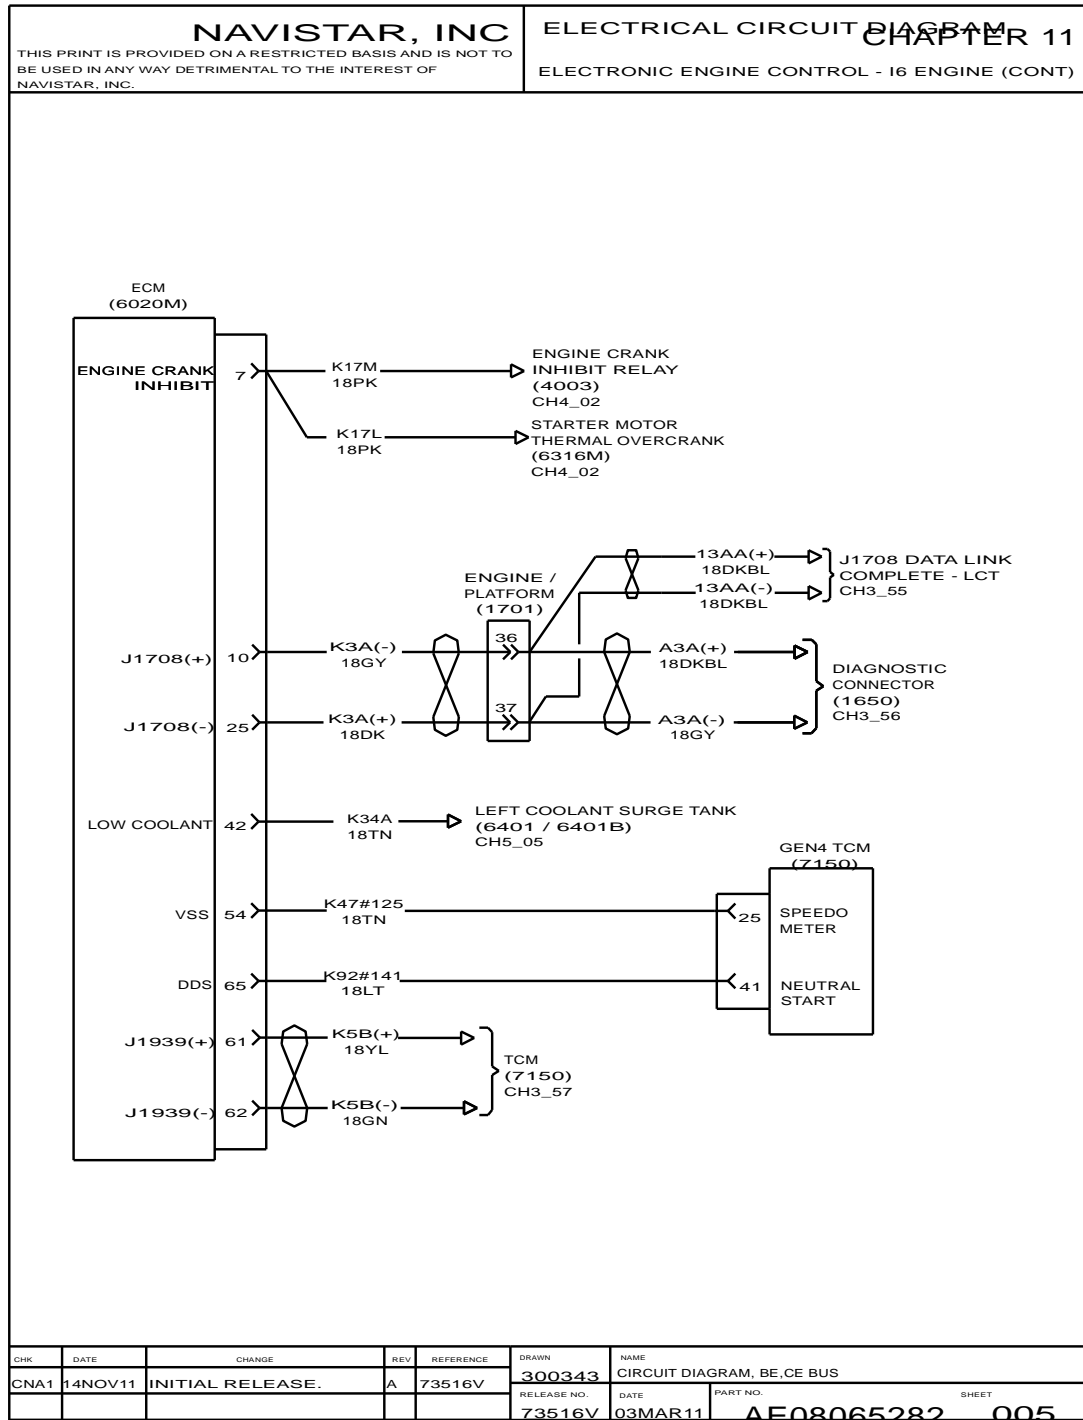 NAVISTAR, INC
THIS PRINT IS PROVIDED ON A RESTRICTED BASIS AND IS NOT TO
BE USED IN ANY WAY DETRIMENTAL TO THE INTEREST OF
NAVISTAR, INC.
ELECTRICAL CIRCUIT DIAGRAM
CHAPTER 11
ELECTRONIC ENGINE CONTROL - I6 ENGINE (CONT)
ECM
(6020M)
ENGINE CRANK
INHIBIT
7
K17M
18PK
ENGINE CRANK
INHIBIT RELAY
(4003)
CH4_02
K17L
18PK
STARTER MOTOR
THERMAL OVERCRANK
(6316M)
CH4_02
13AA(+)
18DKBL
13AA(-)
18DKBL
J1708 DATA LINK
COMPLETE - LCT
CH3_55
ENGINE /
PLATFORM
(1701)
J1708(+)
10
K3A(-)
18GY
36
A3A(+)
18DKBL
J1708(-)
25
K3A(+)
18DK
37
A3A(-)
18GY
DIAGNOSTIC
CONNECTOR
(1650)
CH3_56
LOW COOLANT
42
K34A
18TN
LEFT COOLANT SURGE TANK
(6401 / 6401B)
CH5_05
GEN4 TCM
(7150)
VSS
54
K47#125
18TN
25
SPEEDO
METER
DDS
65
K92#141
18LT
41
NEUTRAL
START
J1939(+)
61
K5B(+)
18YL
J1939(-)
62
K5B(-)
18GN
TCM
(7150)
CH3_57
CHK DATE CHANGE REV REFERENCE DRAWN NAME
CNA1 14NOV11 INITIAL RELEASE. A 73516V 300343 CIRCUIT DIAGRAM, BE,CE BUS
RELEASE NO. DATE PART NO. SHEET
73516V 03MAR11 AE08065282 005